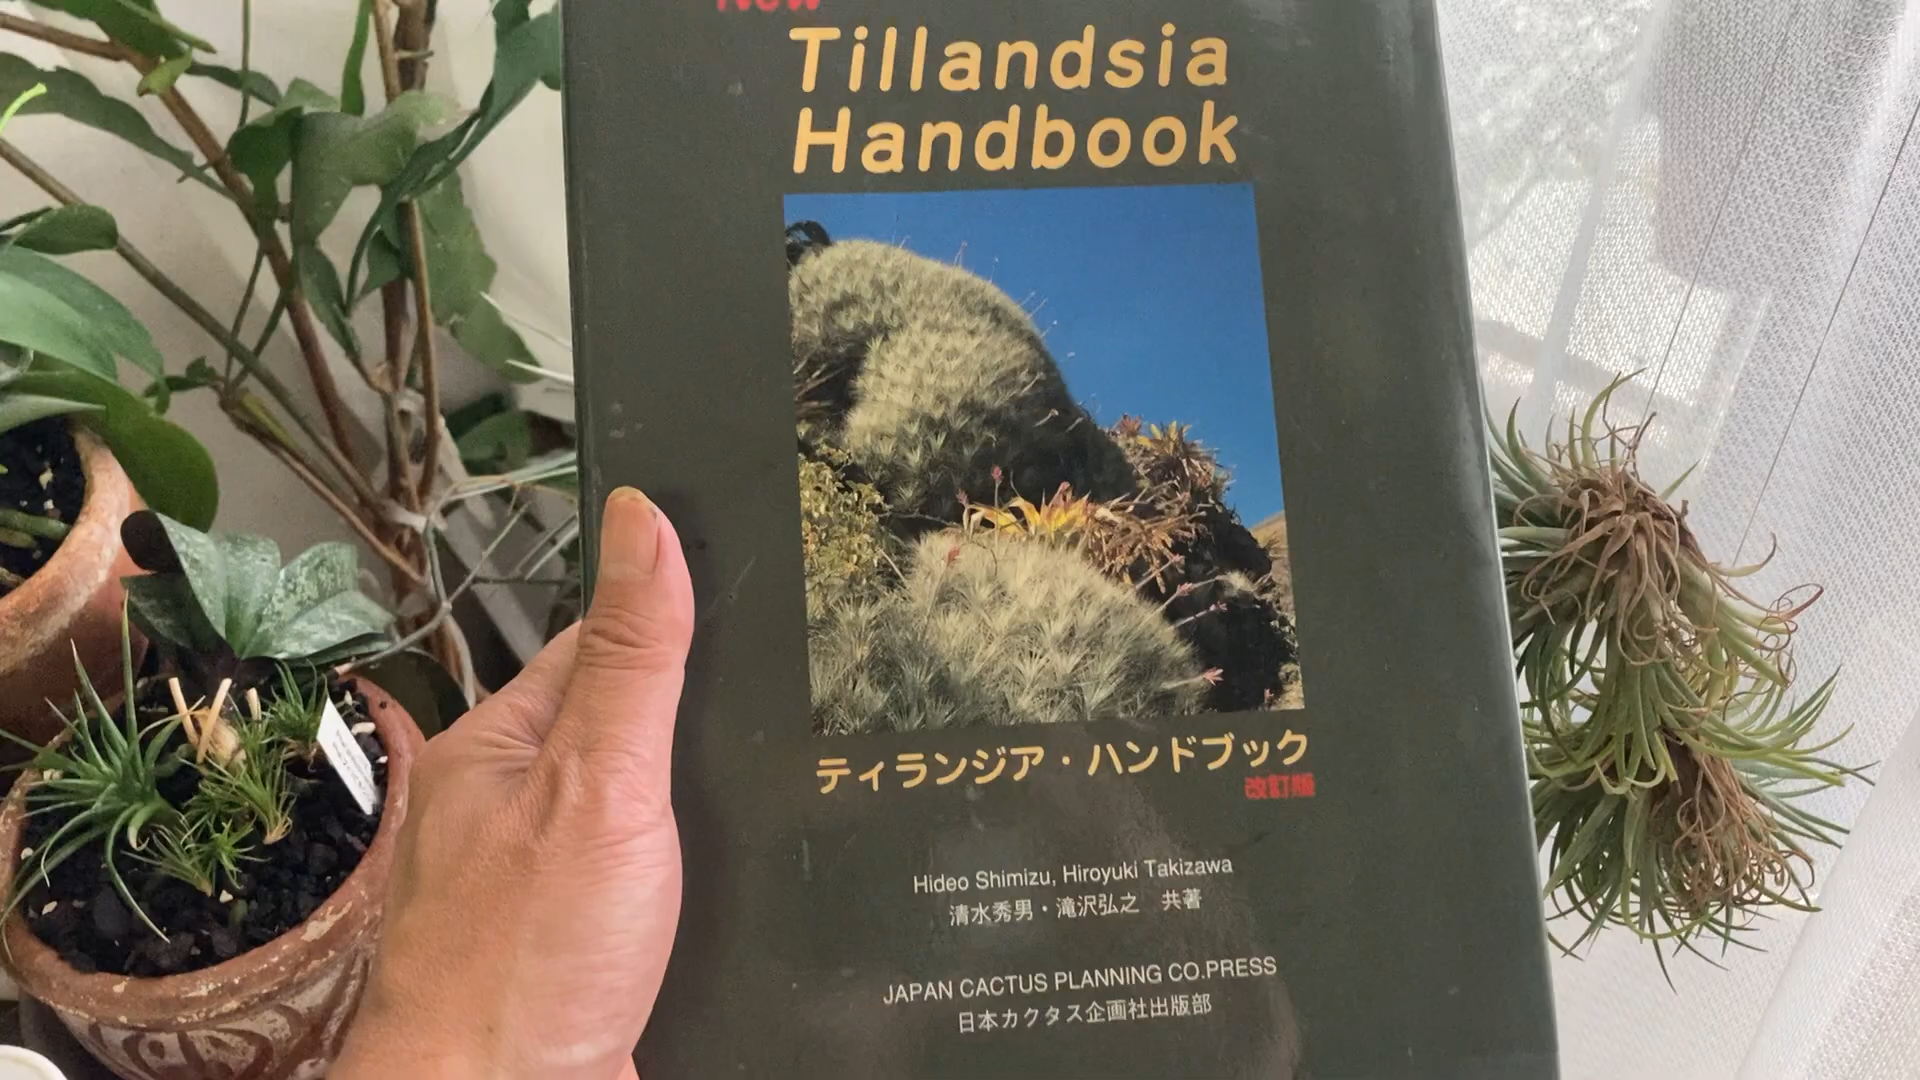 New
Tillandsia
Handbook
ティランジア・ハンドブック
改訂版
Hideo Shimizu, Hiroyuki Takizawa
清水秀男・滝沢弘之 共著
JAPAN CACTUS PLANNING CO.PRESS
日本カクタス企画社出版部